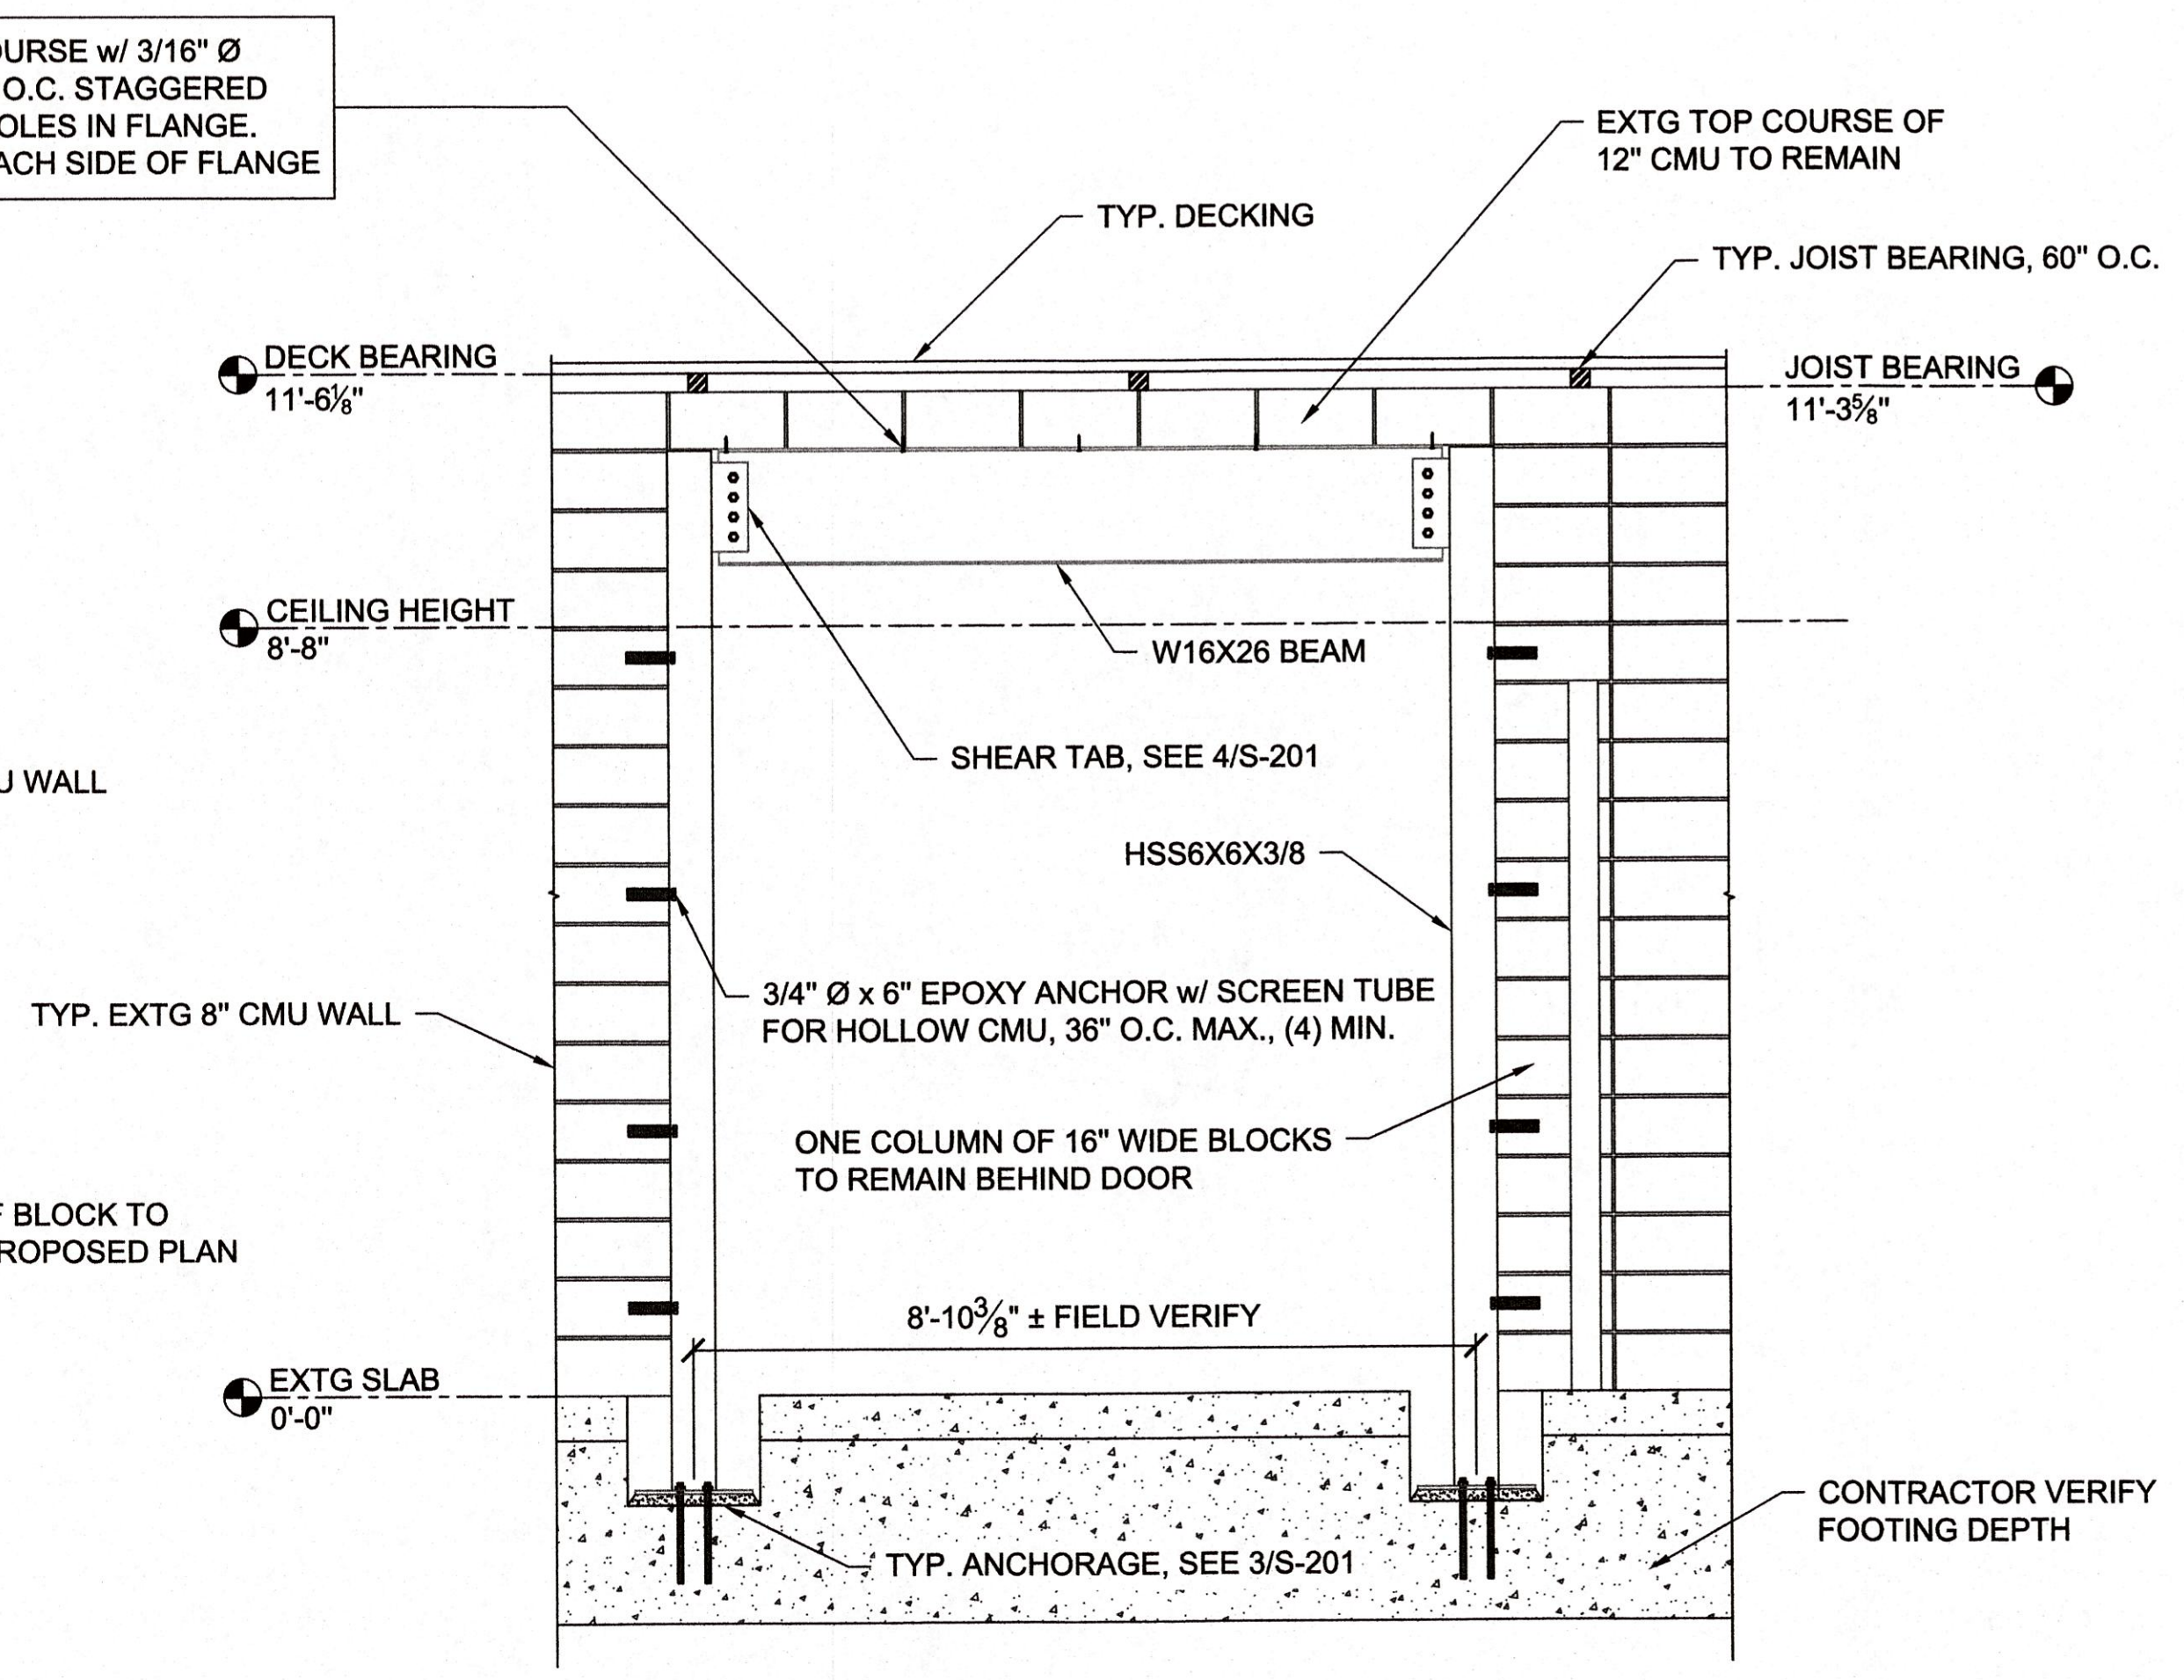 w/ 3/16" Ø
O.C. STAGGERED
IN FLANGE.
SIDE OF FLANGE
EXTG TOP COURSE OF
12" CMU TO REMAIN
TYP. DECKING
TYP. JOIST BEARING, 60" O.C.
DECK BEARING
11'-6⅛"
JOIST BEARING
11'-3⅝"
CEILING HEIGHT
8'-8"
W16X26 BEAM
SHEAR TAB, SEE 4/S-201
WALL
HSS6X6X3/8
3/4" Ø x 6" EPOXY ANCHOR w/ SCREEN TUBE
FOR HOLLOW CMU, 36" O.C. MAX., (4) MIN.
TYP. EXTG 8" CMU WALL
ONE COLUMN OF 16" WIDE BLOCKS
TO REMAIN BEHIND DOOR
BLOCK TO
PLAN
8'-10⅜" ± FIELD VERIFY
EXTG SLAB
0'-0"
CONTRACTOR VERIFY
FOOTING DEPTH
TYP. ANCHORAGE, SEE 3/S-201